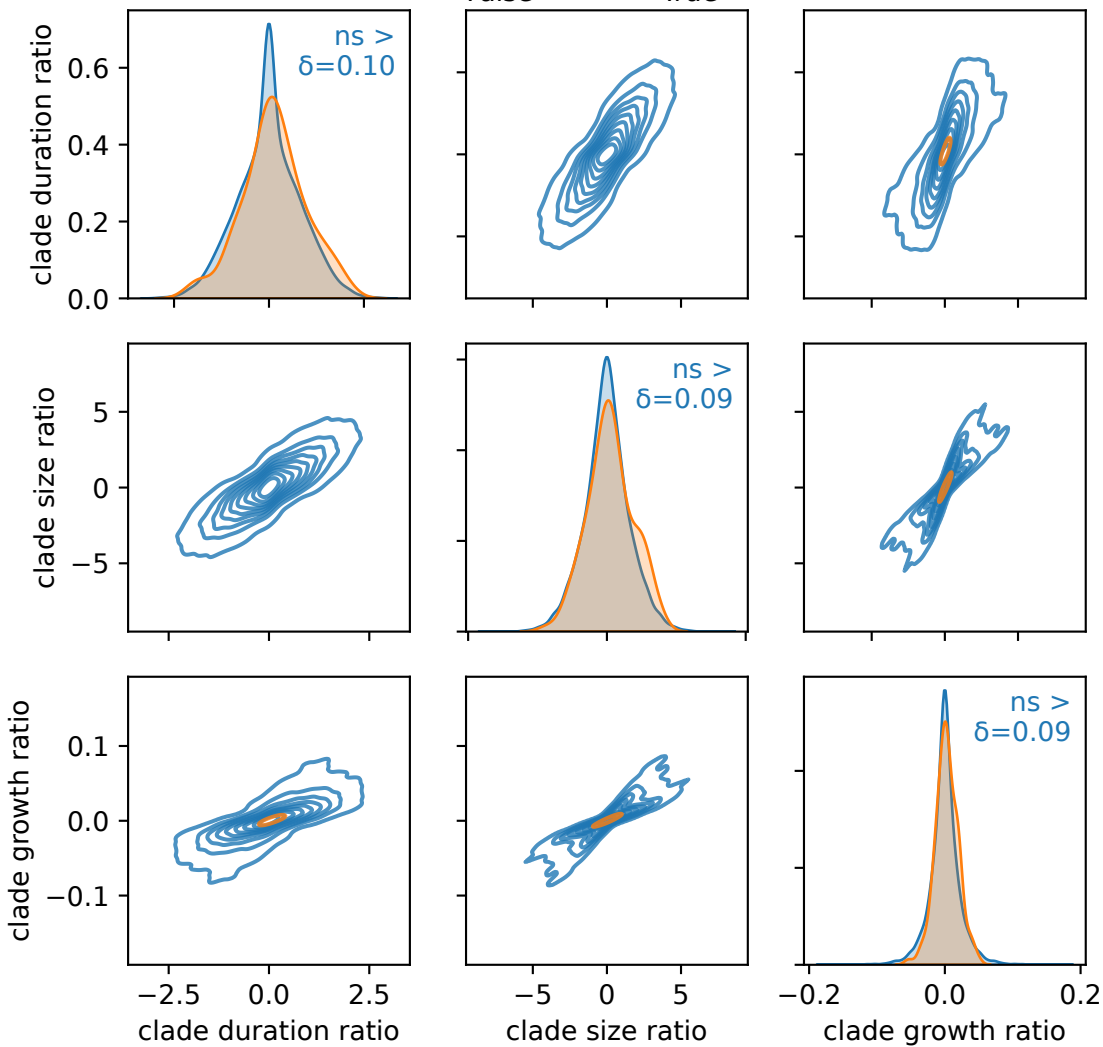 clade duration ratio
0.6
0.4
0.2
0.0
ns >
δ=0.10
clade size ratio
5
0
−5
ns >
δ=0.09
clade growth ratio
0.1
0.0
−0.1
ns >
δ=0.09
−2.5
0.0
2.5
−5
0
5
−0.2
0.0
0.2
clade duration ratio
clade size ratio
clade growth ratio